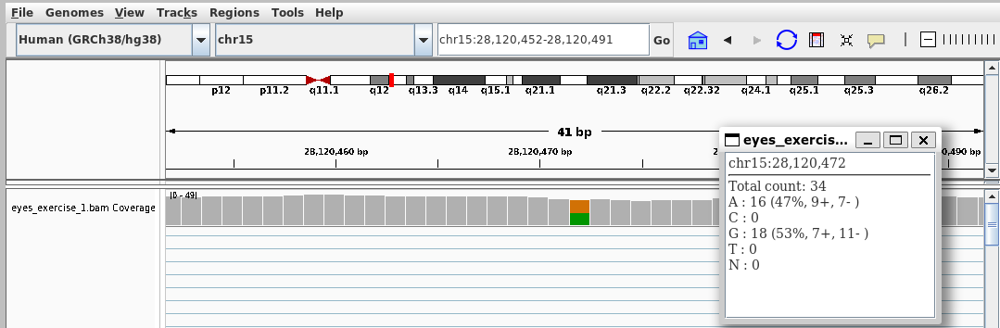 File Genomes View Tracks Regions Tools Help
Human (GRCh38/hg38) chr15 chr15:28,120,452-28,120,491 Go
p12 p11.2 q11.1 q12 q13.3 q14 q15.1 q21.1 q21.3 q22.2 q22.32 q24.1 q25.1 q25.3 q26.2
41 bp
28,120,460 bp 28,120,470 bp 2 0,490 bp
[0 - 49]
eyes_exercise_1.bam Coverage
eyes_exercis...
chr15:28,120,472
Total count: 34
A : 16 (47%, 9+, 7- )
C : 0
G : 18 (53%, 7+, 11- )
T : 0
N : 0